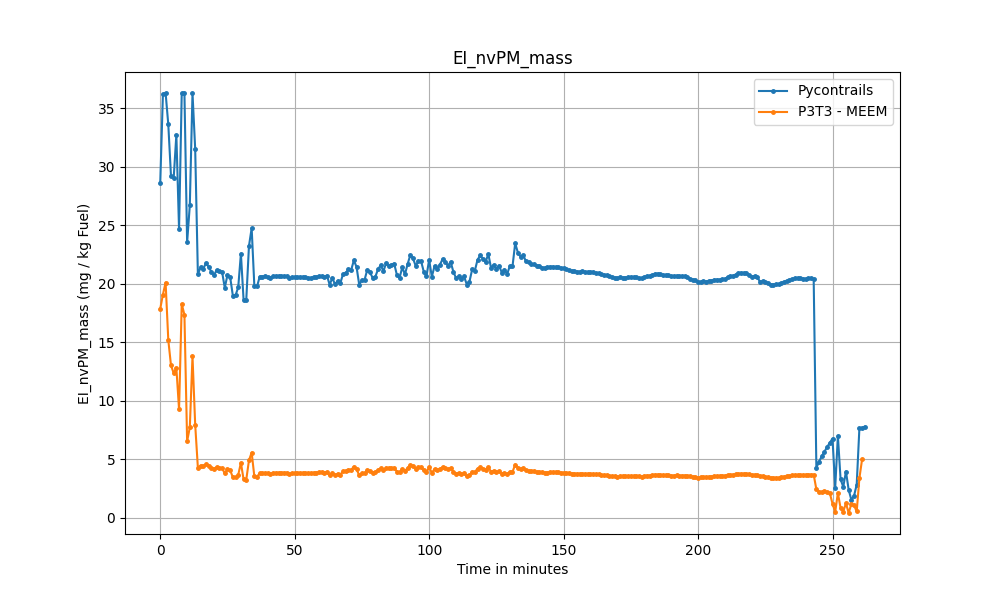 EI_nvPM_mass
Pycontrails
P3T3 - MEEM
EI_nvPM_mass (mg / kg Fuel)
35
30
25
20
15
10
5
0
0 50 100 150 200 250
Time in minutes